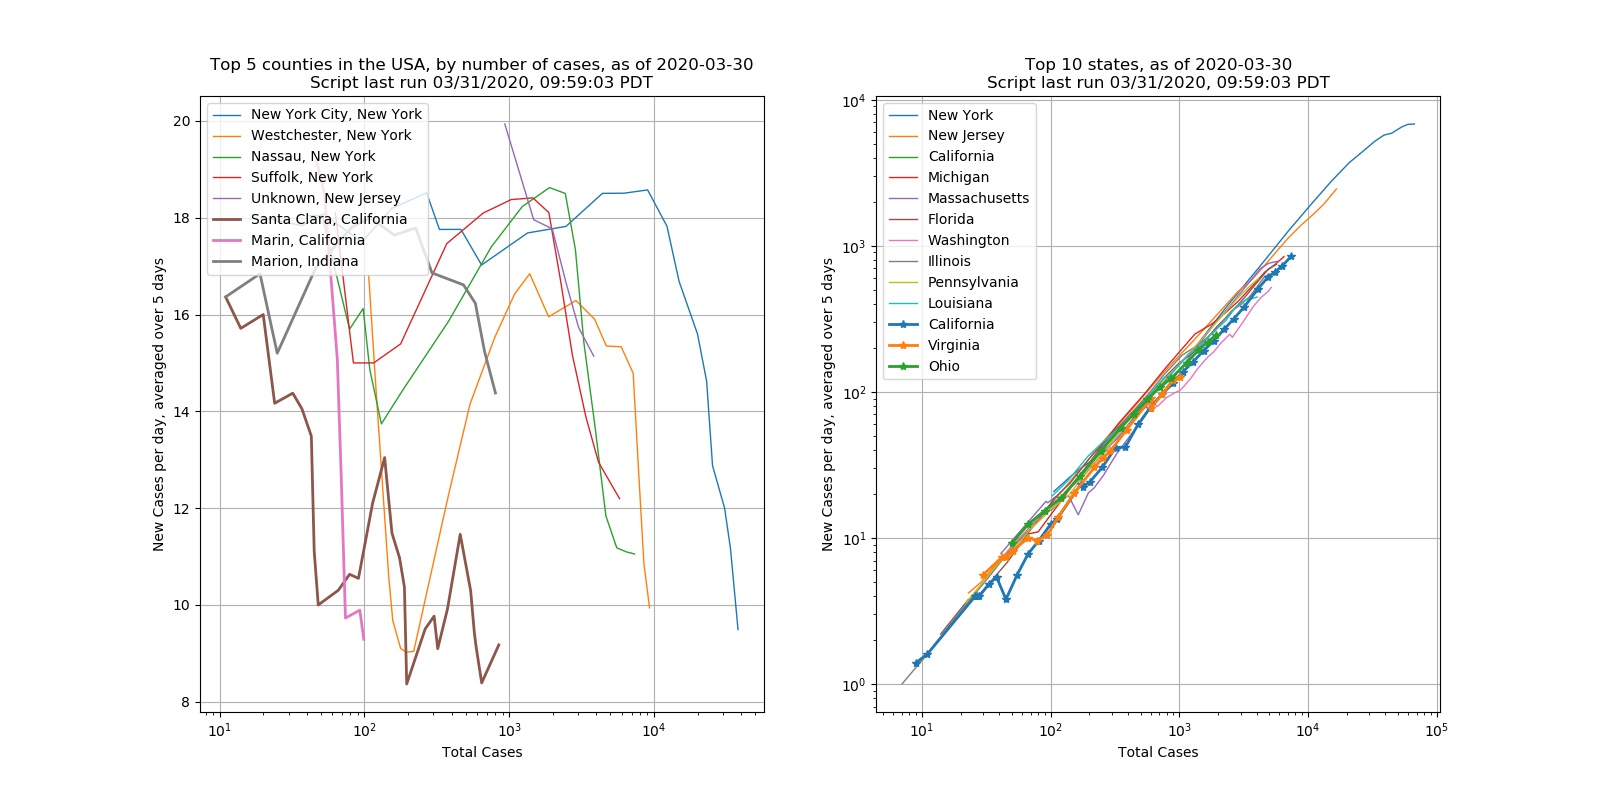 Top 5 counties in the USA, by number of cases, as of 2020-03-30
Script last run 03/31/2020, 09:59:03 PDT
New York City, New York
Westchester, New York
Nassau, New York
Suffolk, New York
Unknown, New Jersey
Santa Clara, California
Marin, California
Marion, Indiana
New Cases per day, averaged over 5 days
20
18
16
14
12
10
8
10¹ 10² 10³ 10⁴
Total Cases
Top 10 states, as of 2020-03-30
Script last run 03/31/2020, 09:59:03 PDT
New York
New Jersey
California
Michigan
Massachusetts
Florida
Washington
Illinois
Pennsylvania
Louisiana
California
Virginia
Ohio
New Cases per day, averaged over 5 days
10⁴
10³
10²
10¹
10⁰
10¹ 10² 10³ 10⁴ 10⁵
Total Cases